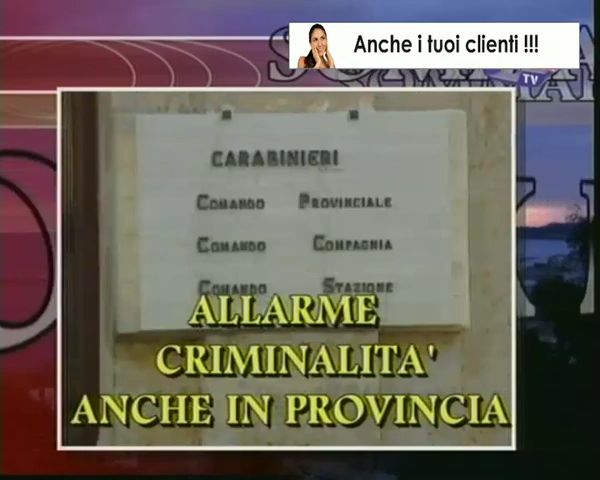 Anche i tuoi clienti !!!
TV
CARABINIERI
COMANDO PROVINCIALE
COMANDO COMPAGNIA
COMANDO STAZIONE
ALLARME
CRIMINALITA'
ANCHE IN PROVINCIA